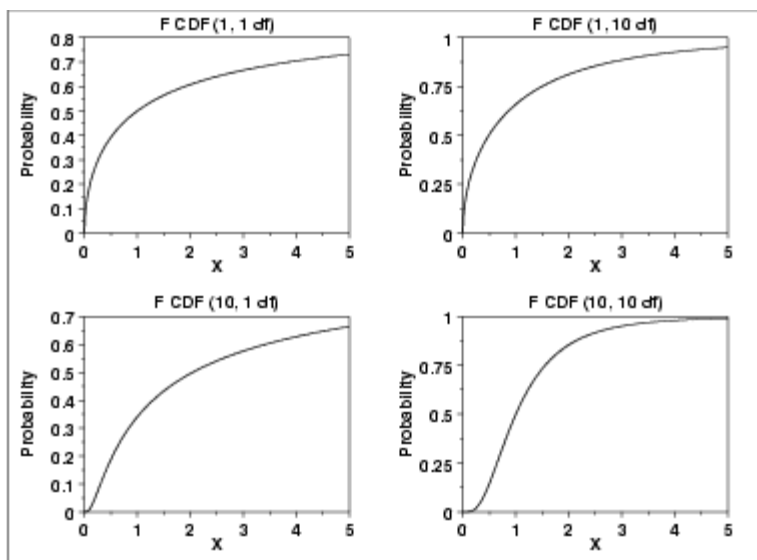 F CDF (1, 1 df)
0.8
0.7
0.6
0.5
0.4
0.3
0.2
0.1
0
Probability
0 1 2 3 4 5
X
F CDF (1, 10 df)
1
0.75
0.5
0.25
0
Probability
0 1 2 3 4 5
X
F CDF (10, 1 df)
0.7
0.6
0.5
0.4
0.3
0.2
0.1
0
Probability
0 1 2 3 4 5
X
F CDF (10, 10 df)
1
0.75
0.5
0.25
0
Probability
0 1 2 3 4 5
X